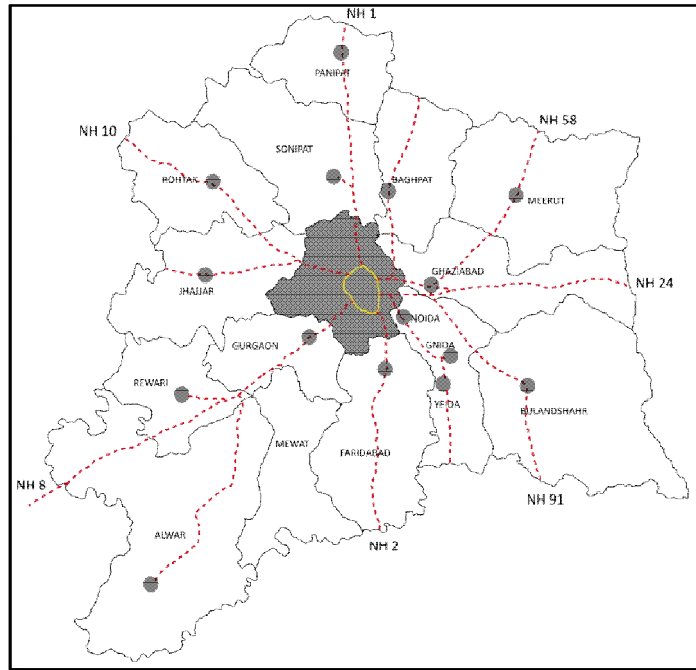 NH 1
PANIPAT
NH 10
NH 58
SONIPAT
ROHTAK
BAGHPAT
MEERUT
JHAJJAR
GHAZIABAD
NH 24
NOIDA
GURGAON
GNIDA
REWARI
YEIDA
BULANDSHAHR
MEWAT
FARIDABAD
NH 8
NH 91
ALWAR
NH 2